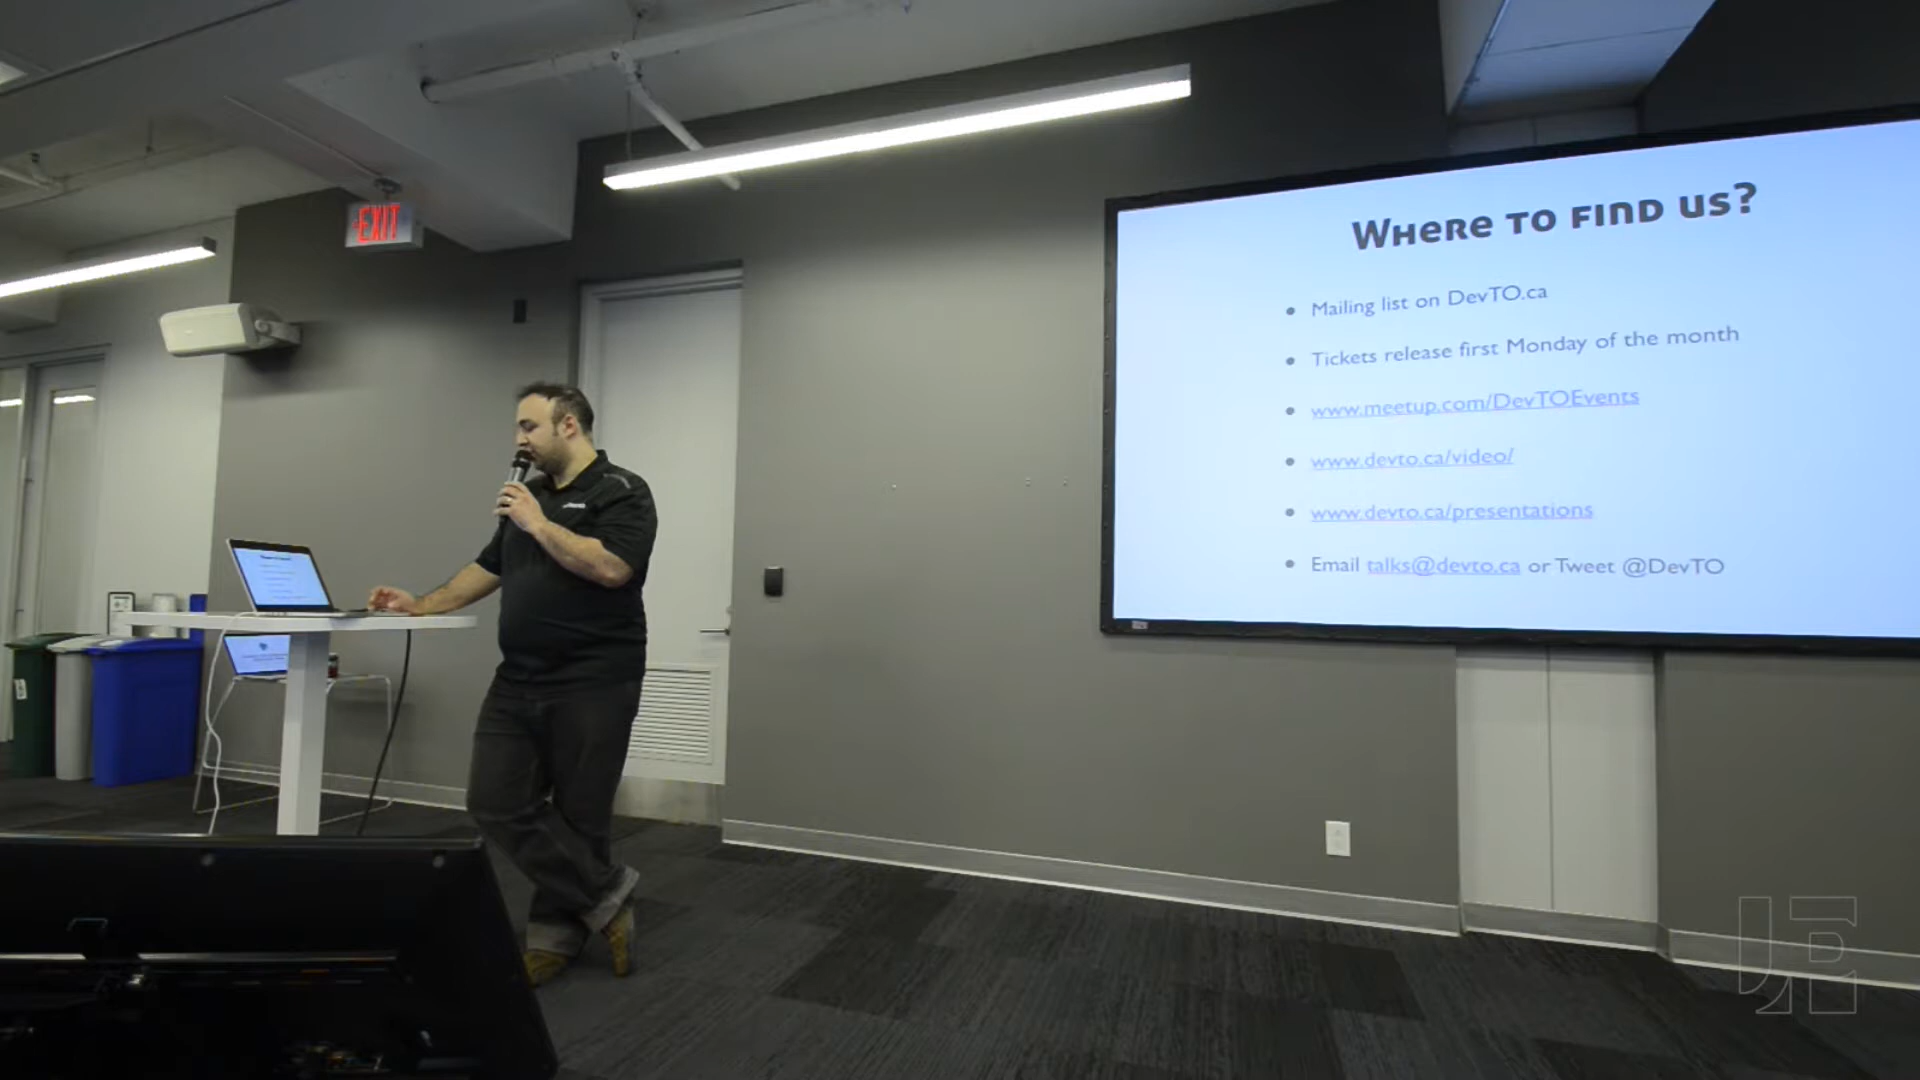 EXIT
Where to find us?
Mailing list on DevTO.ca
Tickets release first Monday of the month
www.meetup.com/DevTOEvents
www.devto.ca/video/
www.devto.ca/presentations
Email talks@devto.ca or Tweet @DevTO